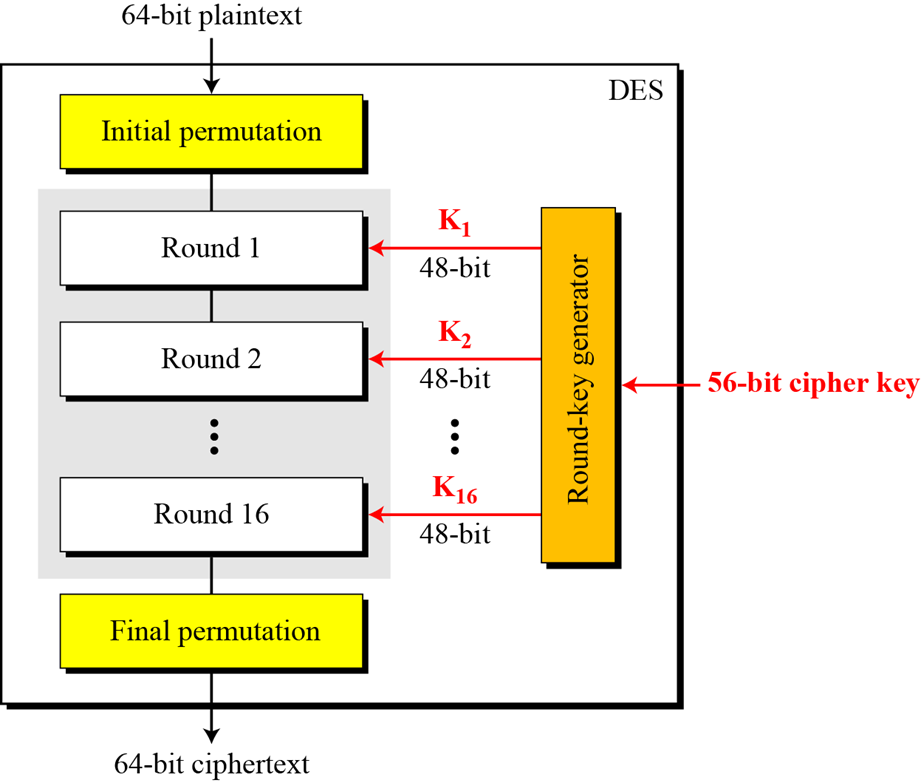 64-bit plaintext
DES
Initial permutation
Round 1
K1
48-bit
Round 2
K2
48-bit
Round 16
K16
48-bit
Round-key generator
56-bit cipher key
Final permutation
64-bit ciphertext